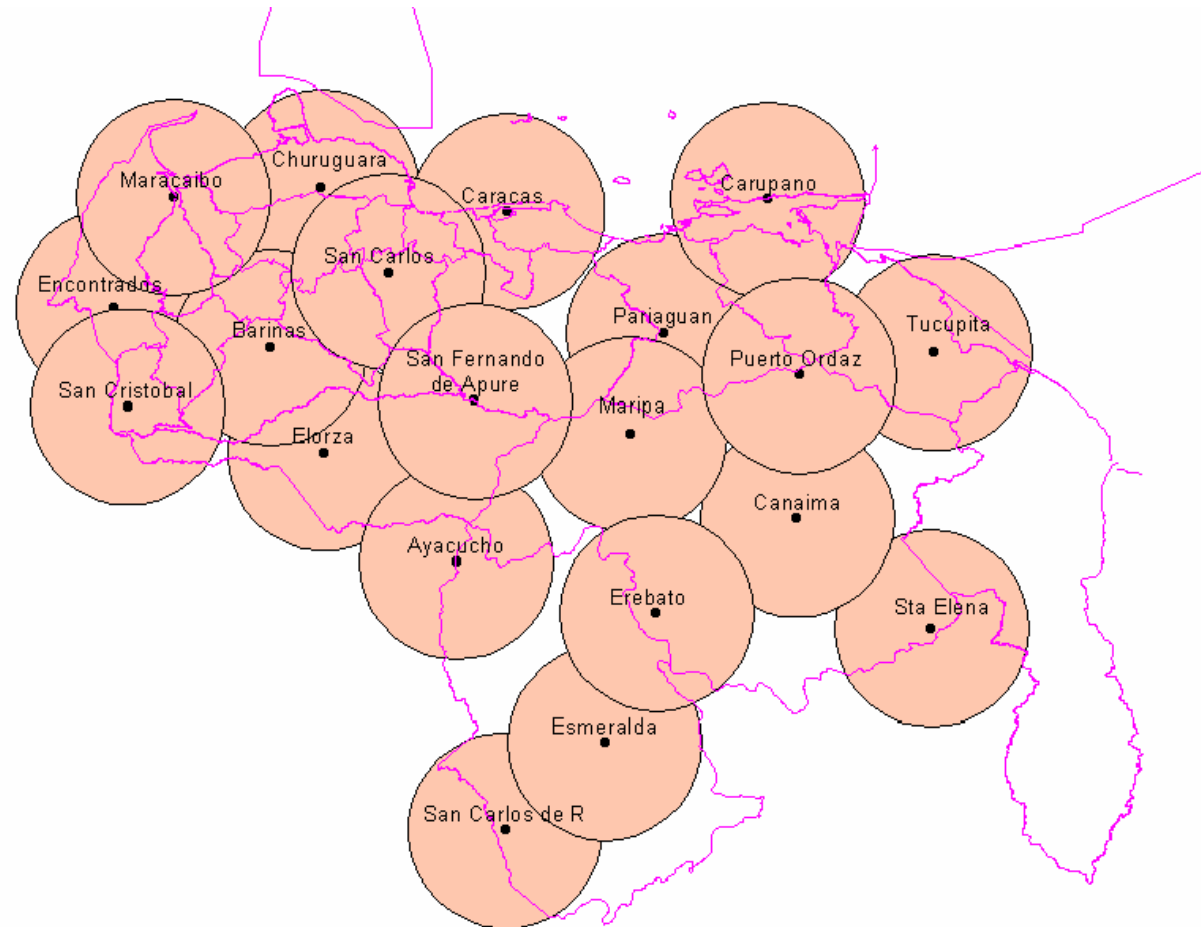 Churuguara
Maracaibo
Caracas
Carupano
San Carlos
Encontrados
Barinas
Pariaguan
Tucupita
San Fernando
de Apure
Puerto Ordaz
San Cristobal
Maripa
Elorza
Canaima
Ayacucho
Erebato
Sta Elena
Esmeralda
San Carlos de R